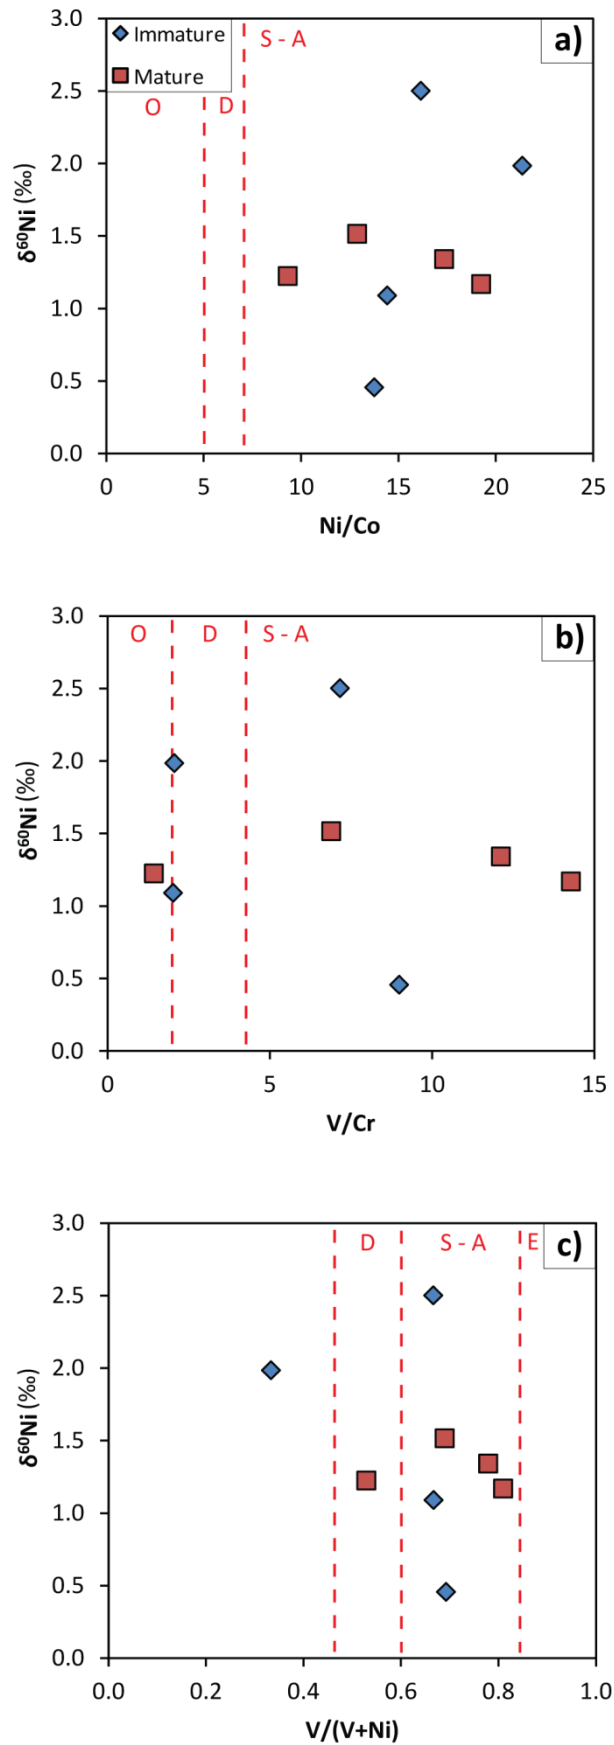 3.0
Immature
S - A
a)
Mature
2.5
O
D
2.0
δ⁶⁰Ni (‰)
1.5
1.0
0.5
0.0
0 5 10 15 20 25
Ni/Co
3.0
O D S - A b)
2.5
2.0
δ⁶⁰Ni (‰)
1.5
1.0
0.5
0.0
0 5 10 15
V/Cr
3.0
D S - A E c)
2.5
2.0
δ⁶⁰Ni (‰)
1.5
1.0
0.5
0.0
0.0 0.2 0.4 0.6 0.8 1.0
V/(V+Ni)